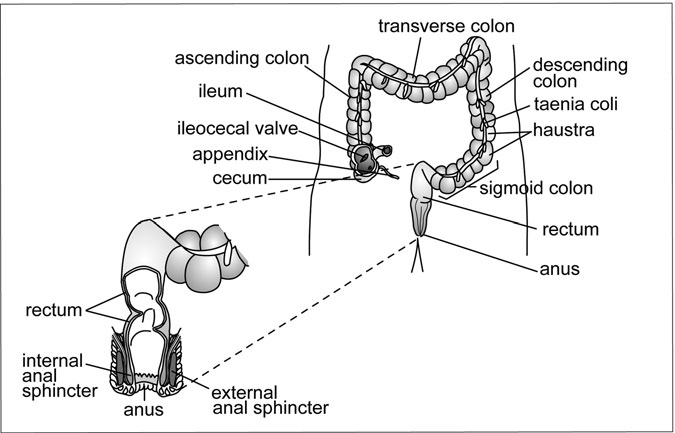 transverse colon
ascending colon
descending
colon
ileum
taenia coli
ileocecal valve
haustra
appendix
cecum
sigmoid colon
rectum
anus
rectum
internal
anal
sphincter
external
anal sphincter
anus